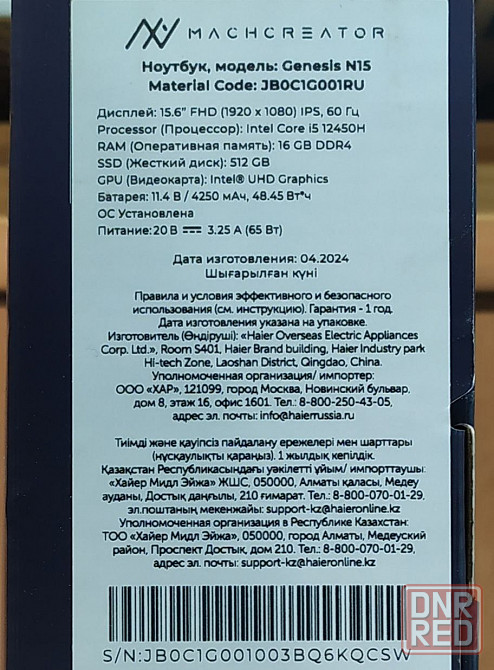 MACHCREATOR
Ноутбук, модель: Genesis N15
Material Code: JB0C1G001RU
Дисплей: 15.6" FHD (1920 x 1080) IPS, 60 Гц
Processor (Процессор): Intel Core i5 12450H
RAM (Оперативная память): 16 GB DDR4
SSD (Жесткий диск): 512 GB
GPU (Видеокарта): Intel® UHD Graphics
Батарея: 11.4 В / 4250 мАч, 48.45 Вт*ч
ОС Установлена
Питание: 20 В ⎓ 3.25 А (65 Вт)
Дата изготовления: 04.2024
Шығарылған күні
Правила и условия эффективного и безопасного
использования (см. инструкцию). Гарантия - 1 год.
Дата изготовления указана на упаковке.
Изготовитель (Өндіруші): «Haier Overseas Electric Appliances
Corp. Ltd.», Room S401, Haier Brand building, Haier Industry park
Hi-tech Zone, Laoshan District, Qingdao, China.
Уполномоченная организация/ импортер:
ООО «ХАР», 121099, город Москва, Новинский бульвар,
дом 8, этаж 16, офис 1601. Тел.: 8-800-250-43-05,
адрес эл. почты: info@haierrussia.ru
Тиімді және қауіпсіз пайдалану ережелері мен шарттары
(нұсқаулықты қараңыз). 1 жылдық кепілдік.
Қазақстан Республикасындағы уәкілетті ұйым/ импорттаушы:
«Хайер Мидл Эйжа» ЖШС, 050000, Алматы қаласы, Медеу
ауданы, Достық даңғылы, 210 ғимарат. Тел.: 8-800-070-01-29,
эл.поштаның мекенжайы: support-kz@haieronline.kz
Уполномоченная организация в Республике Казахстан:
ТОО «Хайер Мидл Эйжа», 050000, город Алматы, Медеуский
район, Проспект Достык, дом 210. Тел.: 8-800-070-01-29,
адрес эл. почты: support-kz@haieronline.kz
S/N:JB0C1G001003BQ6KQCSW
DNR
RED